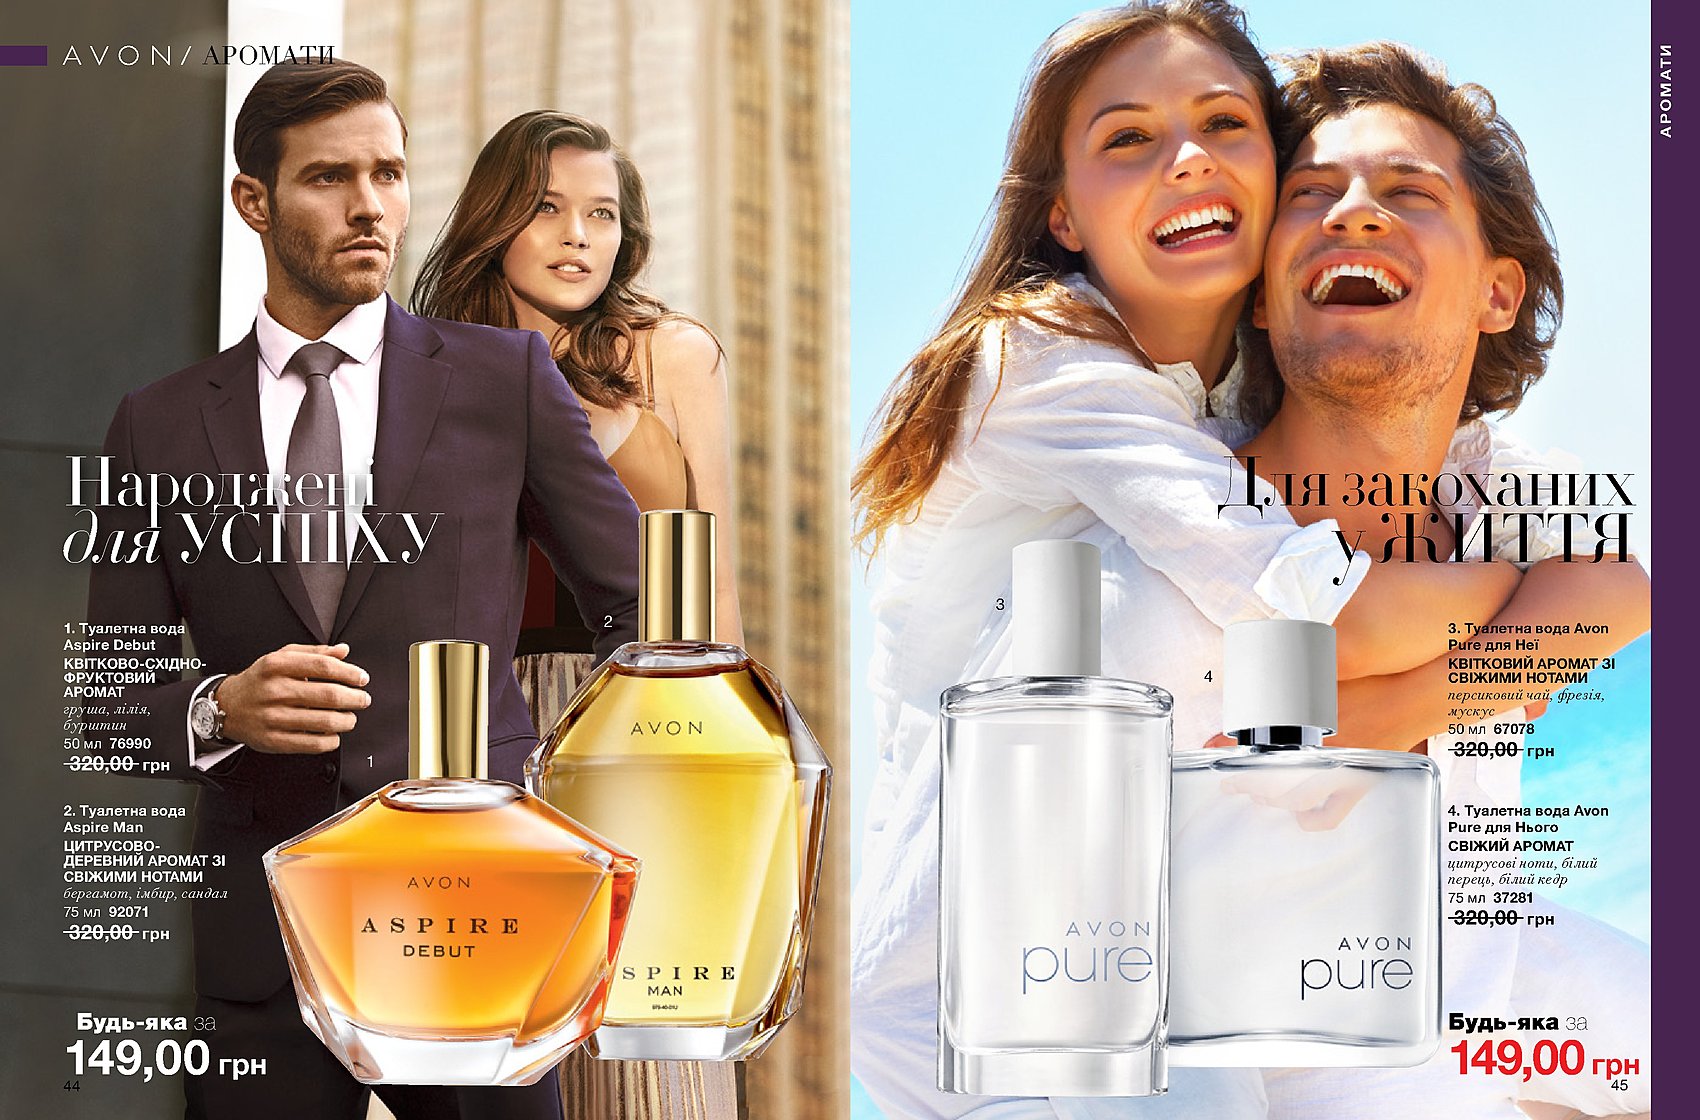 AVON/ АРОМАТИ
Народжені
для УСПІХУ
1. Туалетна вода
Aspire Debut
КВІТКОВО-СХІДНО-
ФРУКТОВИЙ
АРОМАТ
груша, лілія,
бурштин
50 мл 76990
320,00 грн
2. Туалетна вода
Aspire Man
ЦИТРУСОВО-
ДЕРЕВНИЙ АРОМАТ ЗІ
СВІЖИМИ НОТАМИ
бергамот, імбир, сандал
75 мл 92071
320,00 грн
Будь-яка за
149,00 грн
44
1
2
AVON
ASPIRE
DEBUT
AVON
SPIRE
MAN
АРОМАТИ
Для закоханих
у ЖИТТЯ
3
4
3. Туалетна вода Avon
Pure для Неї
КВІТКОВИЙ АРОМАТ ЗІ
СВІЖИМИ НОТАМИ
персиковий чай, фрезія,
мускус
50 мл 67078
320,00 грн
4. Туалетна вода Avon
Pure для Нього
СВІЖИЙ АРОМАТ
цитрусові ноти, білий
перець, білий кедр
75 мл 37281
320,00 грн
AVON
pure
AVON
pure
Будь-яка за
149,00 грн
45